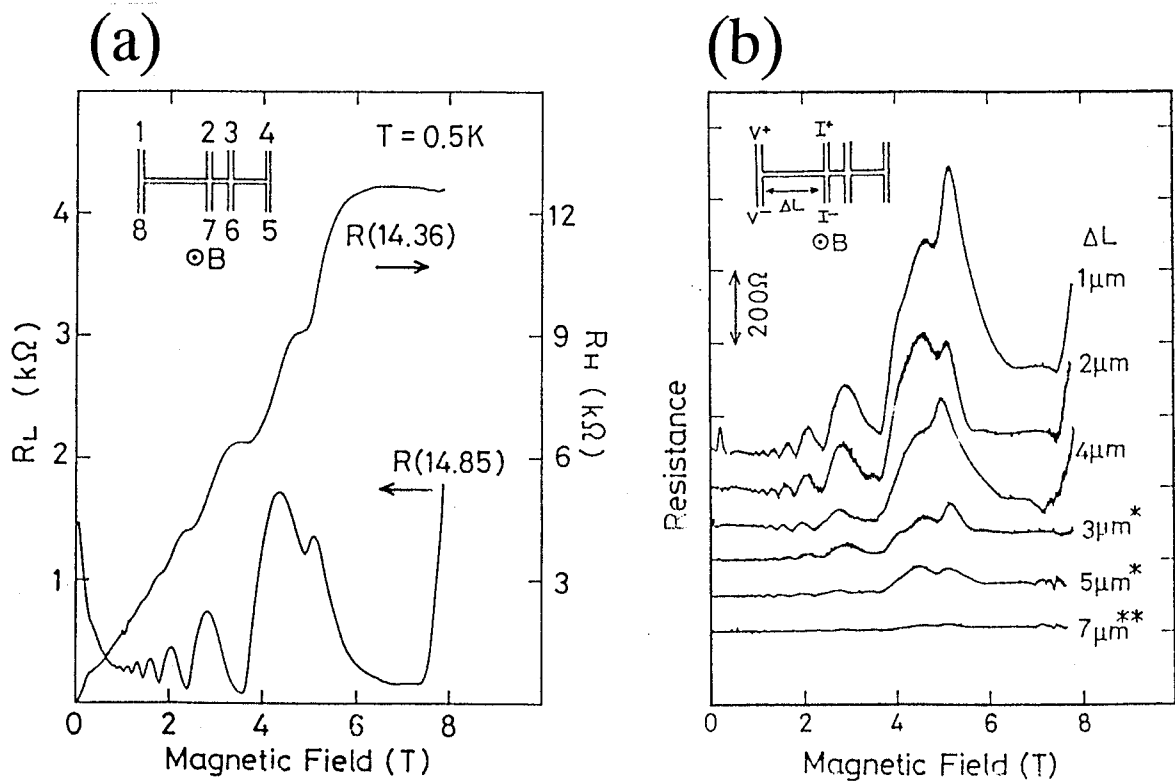 (a)
1 2 3 4
T = 0.5K
8 7 6 5
⊙B
R(14.36)
R(14.85)
4
3
2
1
RL (kΩ)
12
9
6
3
RH (kΩ)
0 2 4 6 8
Magnetic Field (T)
(b)
V+ I+
ΔL
V- I-
⊙B
200Ω
ΔL
1μm
2μm
4μm
3μm*
5μm*
7μm**
Resistance
0 2 4 6 8
Magnetic Field (T)